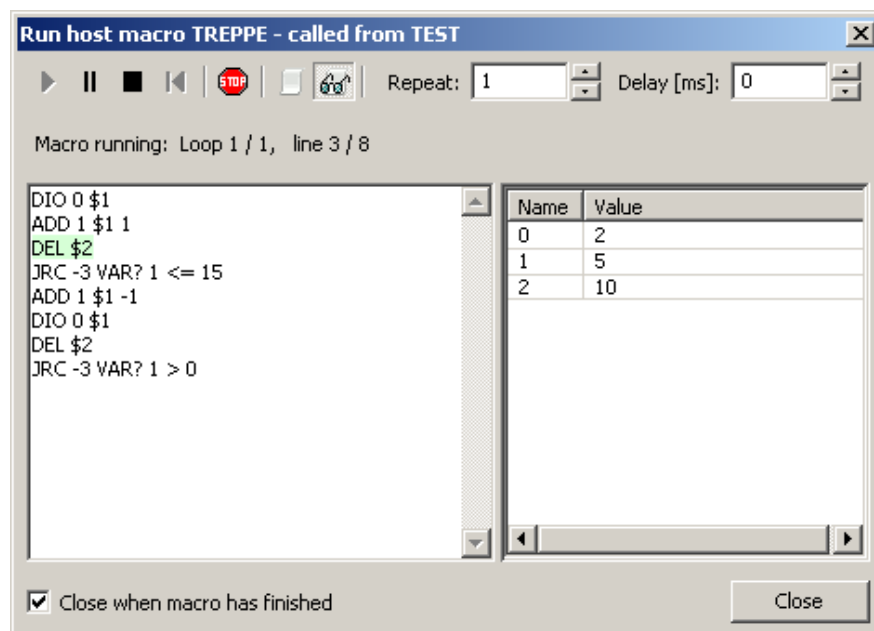 Run host macro TREPPE - called from TEST
STOP Repeat: 1 Delay [ms]: 0
Macro running: Loop 1 / 1, line 3 / 8
DIO 0 $1
ADD 1 $1 1
DEL $2
JRC -3 VAR? 1 <= 15
ADD 1 $1 -1
DIO 0 $1
DEL $2
JRC -3 VAR? 1 > 0
Name Value
0 2
1 5
2 10
Close when macro has finished
Close